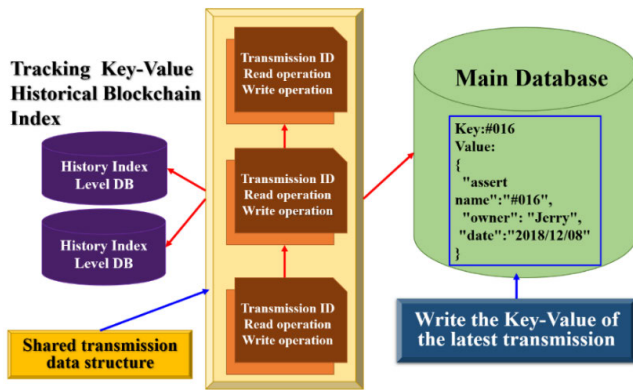 Tracking Key-Value
Historical Blockchain
Index
History Index
Level DB
History Index
Level DB
Shared transmission
data structure
Transmission ID
Read operation
Write operation
Transmission ID
Read operation
Write operation
Transmission ID
Read operation
Write operation
Main Database
Key:#016
Value:
{
"assert
name":"#016",
"owner": "Jerry",
"date":"2018/12/08"
}
Write the Key-Value of
the latest transmission